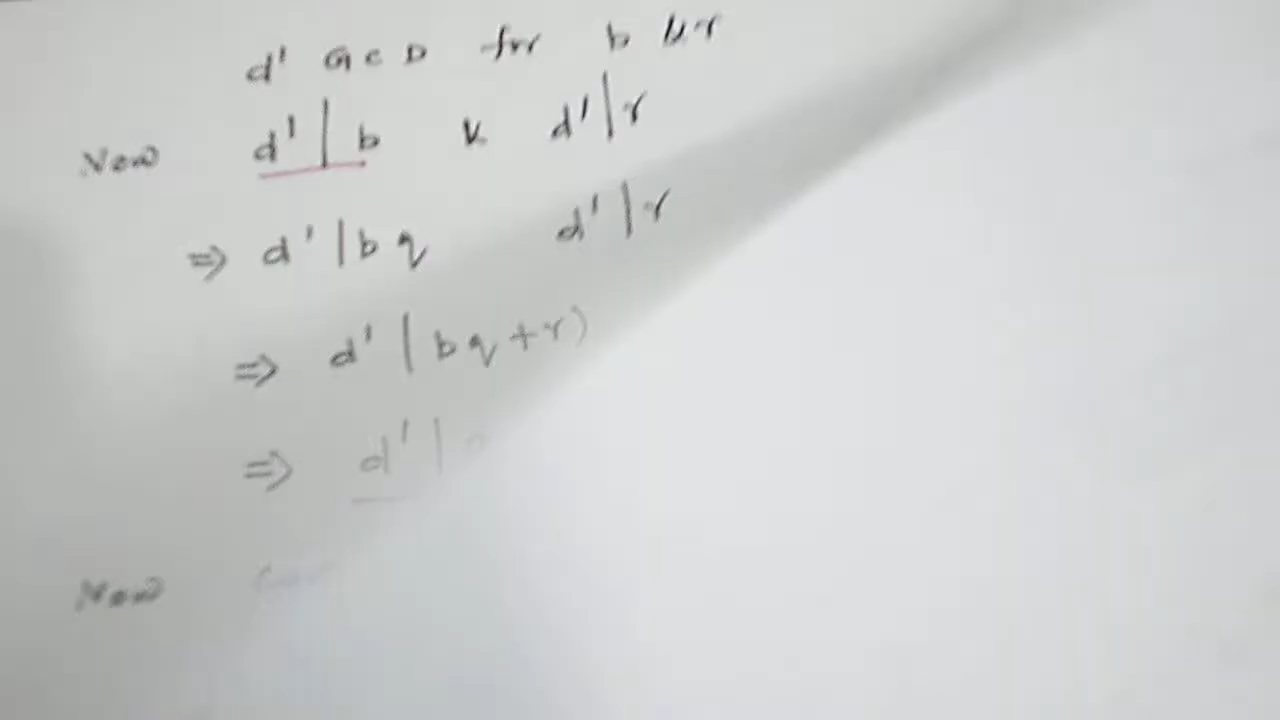 d' GCD for b & r
Now d' | b & d' | r
⇒ d' | bq d' | r
⇒ d' | bq + r)
⇒ d' |
Now